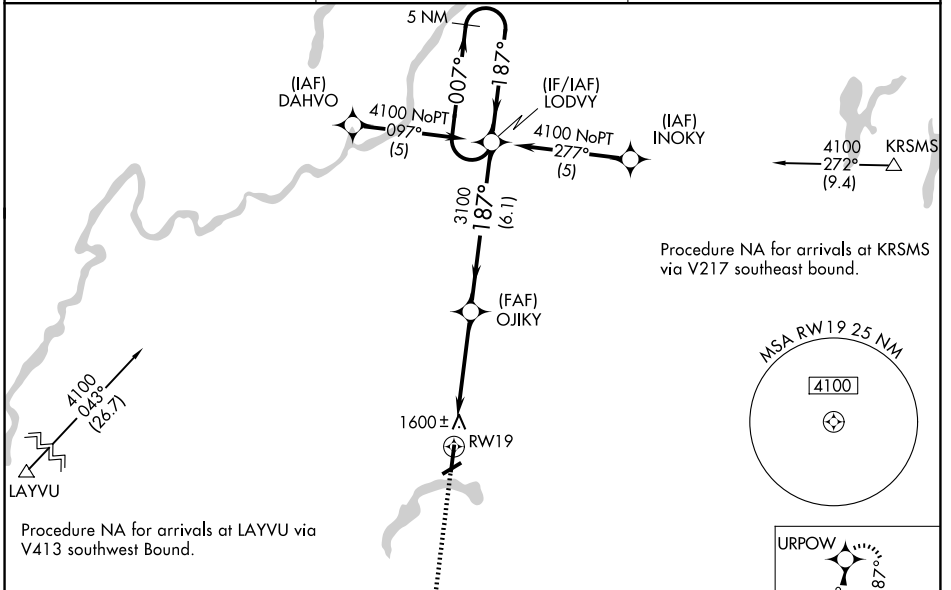 5 NM
007°
187°
(IAF)
DAHVO
4100 NoPT
097°
(5)
(IF/IAF)
LODVY
4100 NoPT
277°
(5)
(IAF)
INOKY
4100
272°
(9.4)
KRSMS
3100
187°
(6.1)
Procedure NA for arrivals at KRSMS
via V217 southeast bound.
(FAF)
OJIKY
MSA RW19 25 NM
4100
4100
043°
(26.7)
LAYVU
1600 ±
RW19
Procedure NA for arrivals at LAYVU via
V413 southwest Bound.
URPOW